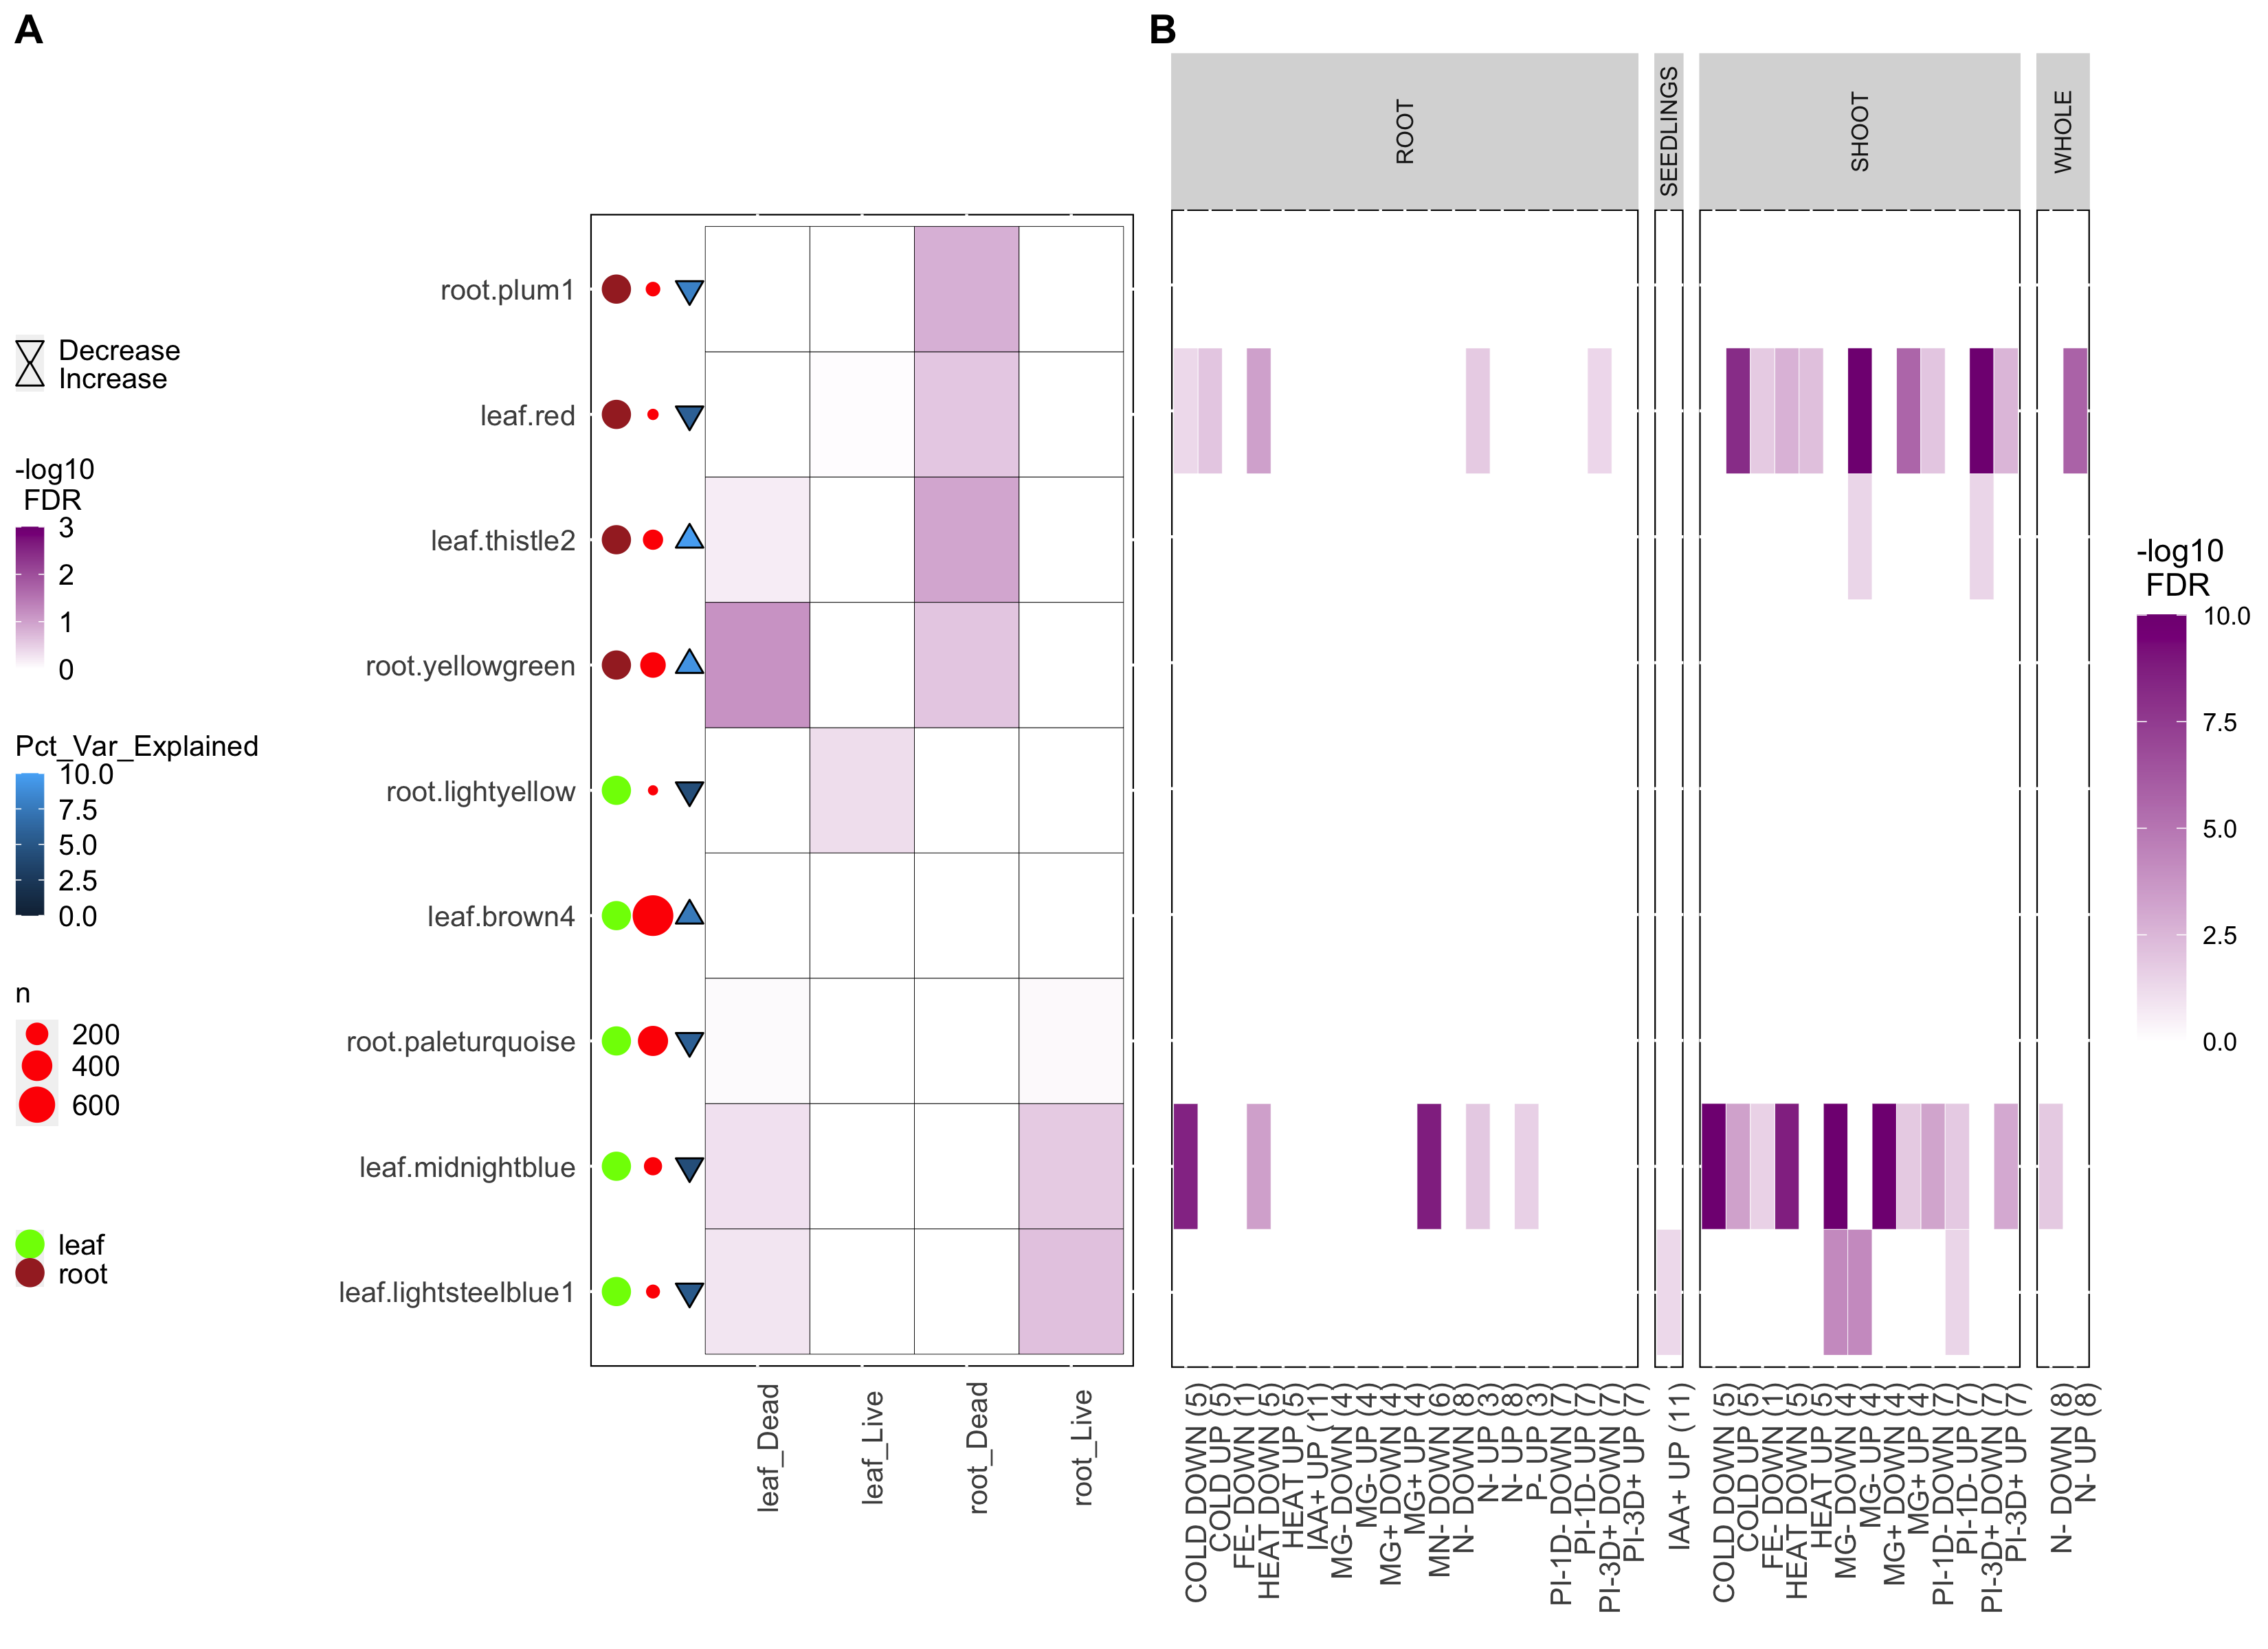 A
B
ROOT
SEEDLINGS
SHOOT
WHOLE
Decrease
Increase
-log10
FDR
3
2
1
0
Pct_Var_Explained
10.0
7.5
5.0
2.5
0.0
n
200
400
600
leaf
root
root.plum1
leaf.red
leaf.thistle2
root.yellowgreen
root.lightyellow
leaf.brown4
root.paleturquoise
leaf.midnightblue
leaf.lightsteelblue1
leaf_Dead
leaf_Live
root_Dead
root_Live
COLD DOWN (5)
COLD UP (5)
FE- DOWN (1)
HEAT DOWN (5)
HEAT UP (5)
IAA+ UP (11)
MG- DOWN (4)
MG- UP (4)
MG+ DOWN (4)
MG+ UP (4)
MN- DOWN (6)
N- DOWN (8)
N- UP (3)
N- UP (8)
P- UP (3)
PI-1D- DOWN (7)
PI-1D- UP (7)
PI-3D+ DOWN (7)
PI-3D+ UP (7)
IAA+ UP (11)
COLD DOWN (5)
COLD UP (5)
FE- DOWN (1)
HEAT DOWN (5)
HEAT UP (5)
MG- DOWN (4)
MG- UP (4)
MG+ DOWN (4)
MG+ UP (4)
PI-1D- DOWN (7)
PI-1D- UP (7)
PI-3D+ DOWN (7)
PI-3D+ UP (7)
N- DOWN (8)
N- UP (8)
-log10
FDR
10.0
7.5
5.0
2.5
0.0